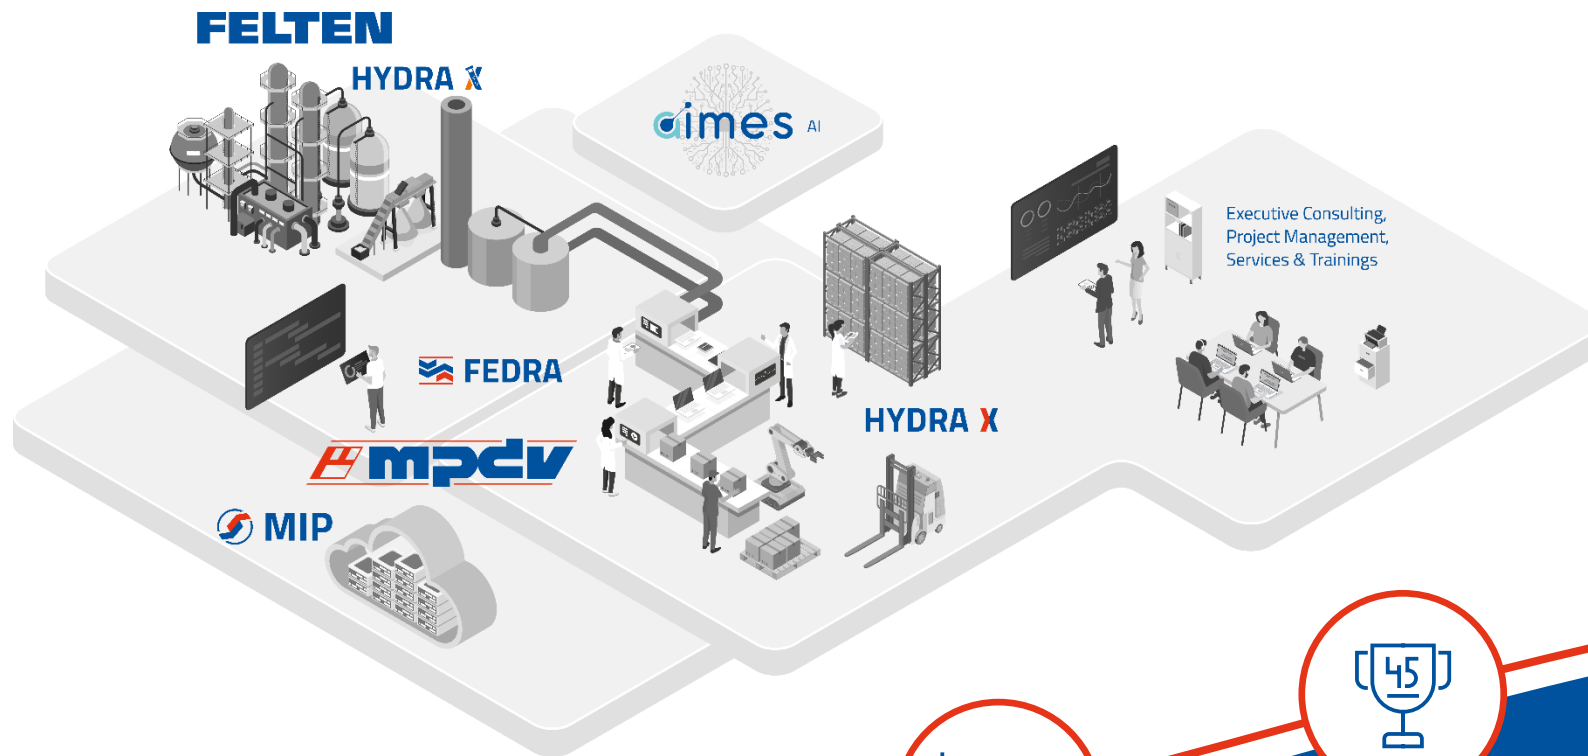 FELTEN
HYDRA X
aimes AI
Executive Consulting,
Project Management,
Services & Trainings
FEDRA
HYDRA X
mpdv
MIP
45